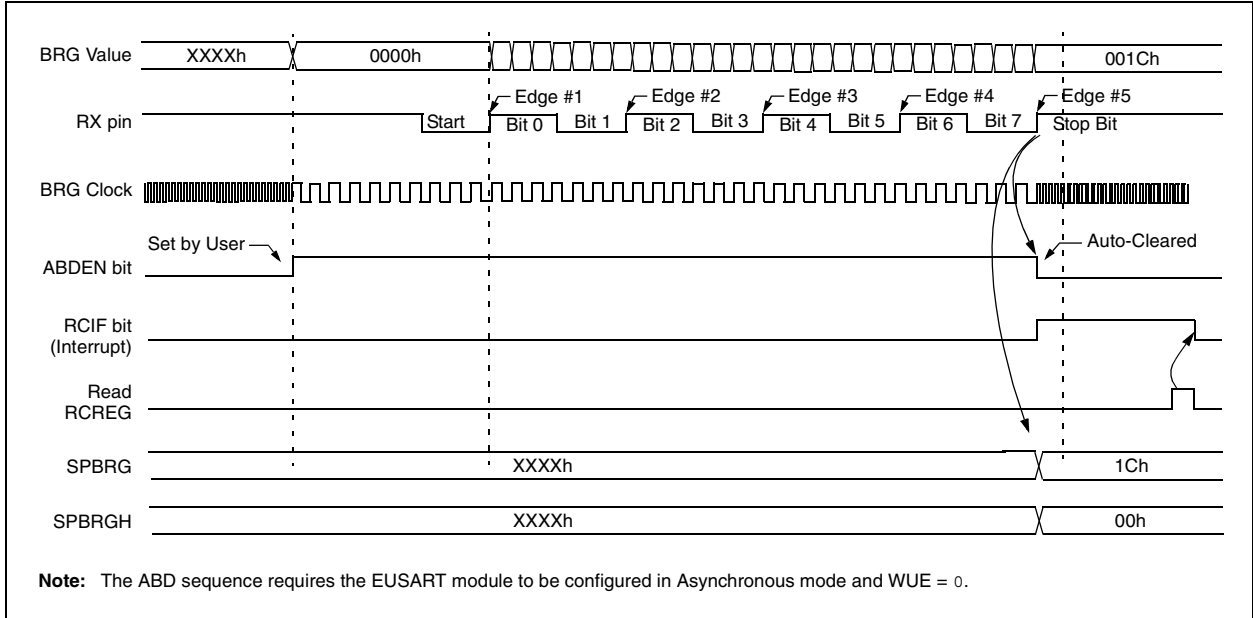 BRG Value XXXXh 0000h 001Ch
Edge #1 Edge #2 Edge #3 Edge #4 Edge #5
RX pin Start Bit 0 Bit 1 Bit 2 Bit 3 Bit 4 Bit 5 Bit 6 Bit 7 Stop Bit
BRG Clock
Set by User Auto-Cleared
ABDEN bit
RCIF bit
(Interrupt)
Read
RCREG
SPBRG XXXXh 1Ch
SPBRGH XXXXh 00h
Note: The ABD sequence requires the EUSART module to be configured in Asynchronous mode and WUE = 0.